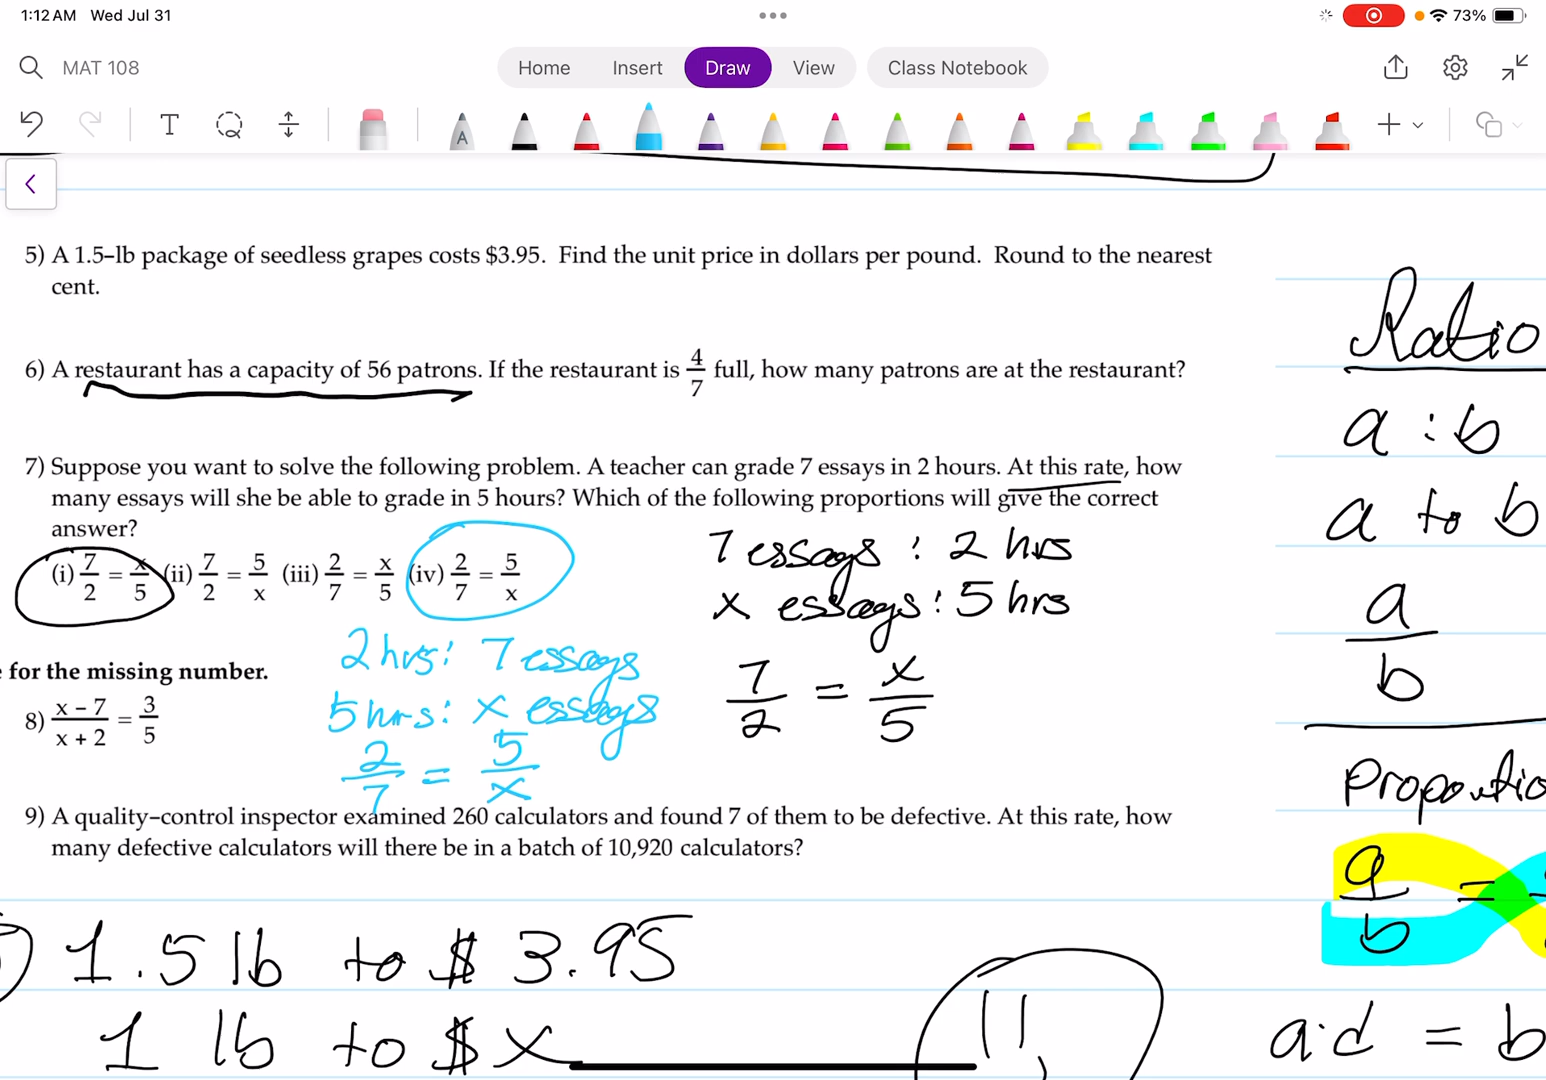 1:12 AM Wed Jul 31
73%
MAT 108
Home Insert Draw View Class Notebook
T
A
5) A 1.5–lb package of seedless grapes costs $3.95. Find the unit price in dollars per pound. Round to the nearest
cent.
6) A restaurant has a capacity of 56 patrons. If the restaurant is 4/7 full, how many patrons are at the restaurant?
7) Suppose you want to solve the following problem. A teacher can grade 7 essays in 2 hours. At this rate, how
many essays will she be able to grade in 5 hours? Which of the following proportions will give the correct
answer?
(i) 7/2 = x/5 (ii) 7/2 = 5/x (iii) 2/7 = x/5 (iv) 2/7 = 5/x
7 essays : 2 hrs
x essays : 5 hrs
7/2 = x/5
2 hrs: 7 essays
5 hrs: x essays
2/7 = 5/x
for the missing number.
8) x – 7/x + 2 = 3/5
9) A quality–control inspector examined 260 calculators and found 7 of them to be defective. At this rate, how
many defective calculators will there be in a batch of 10,920 calculators?
1.5 lb to $ 3.95
1 lb to $ x
Ratio
a : b
a to b
a/b
Proportio
a/b =
a·d = b